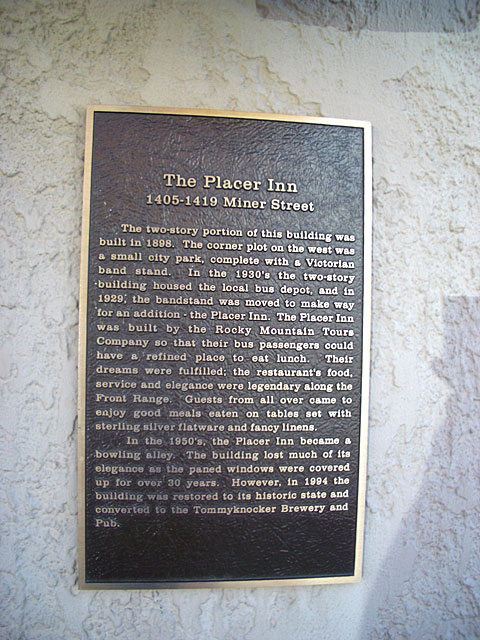 The Placer Inn
1405-1419 Miner Street
The two-story portion of this building was
built in 1898. The corner plot on the west was
a small city park, complete with a Victorian
band stand. In the 1930's the two-story
building housed the local bus depot, and in
1929, the bandstand was moved to make way
for an addition - the Placer Inn. The Placer Inn
was built by the Rocky Mountain Tours
Company so that their bus passengers could
have a refined place to eat lunch. Their
dreams were fulfilled; the restaurant's food,
service and elegance were legendary along the
Front Range. Guests from all over came to
enjoy good meals eaten on tables set with
sterling silver flatware and fancy linens.
In the 1950's, the Placer Inn became a
bowling alley. The building lost much of its
elegance as the paned windows were covered
up for over 30 years. However, in 1994 the
building was restored to its historic state and
converted to the Tommyknocker Brewery and
Pub.